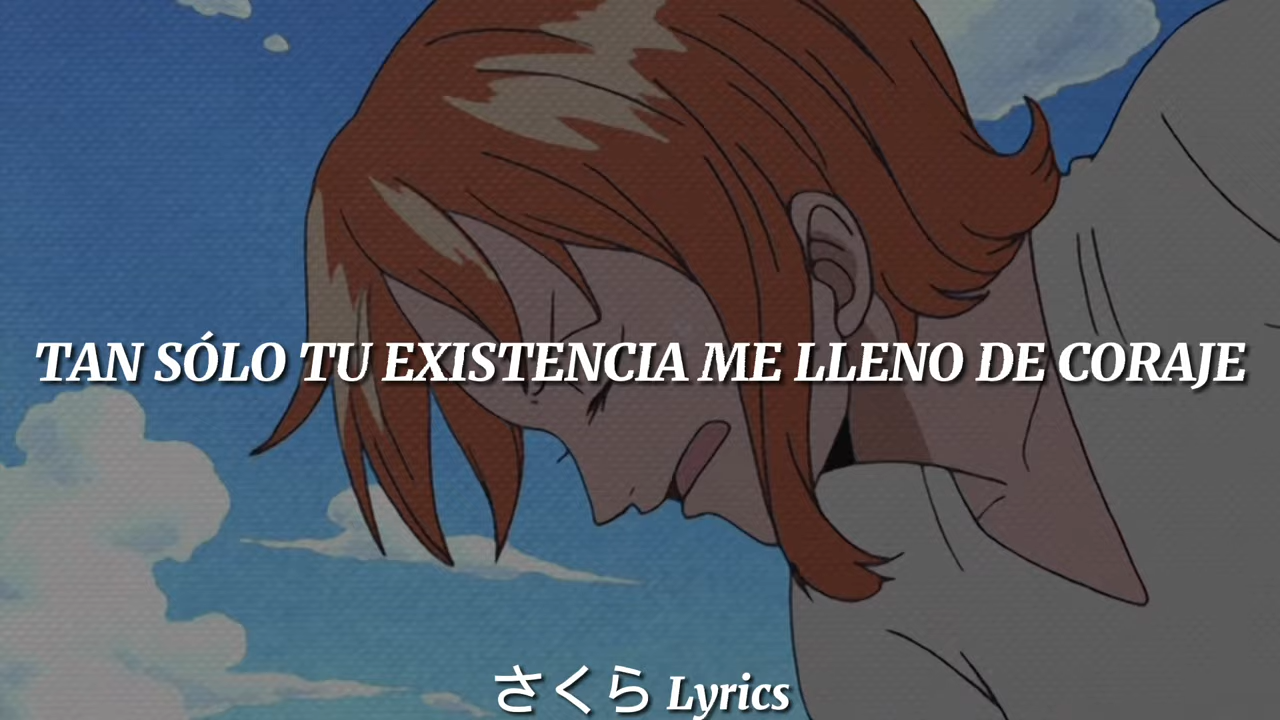 TAN SÓLO TU EXISTENCIA ME LLENO DE CORAJE
さくら Lyrics